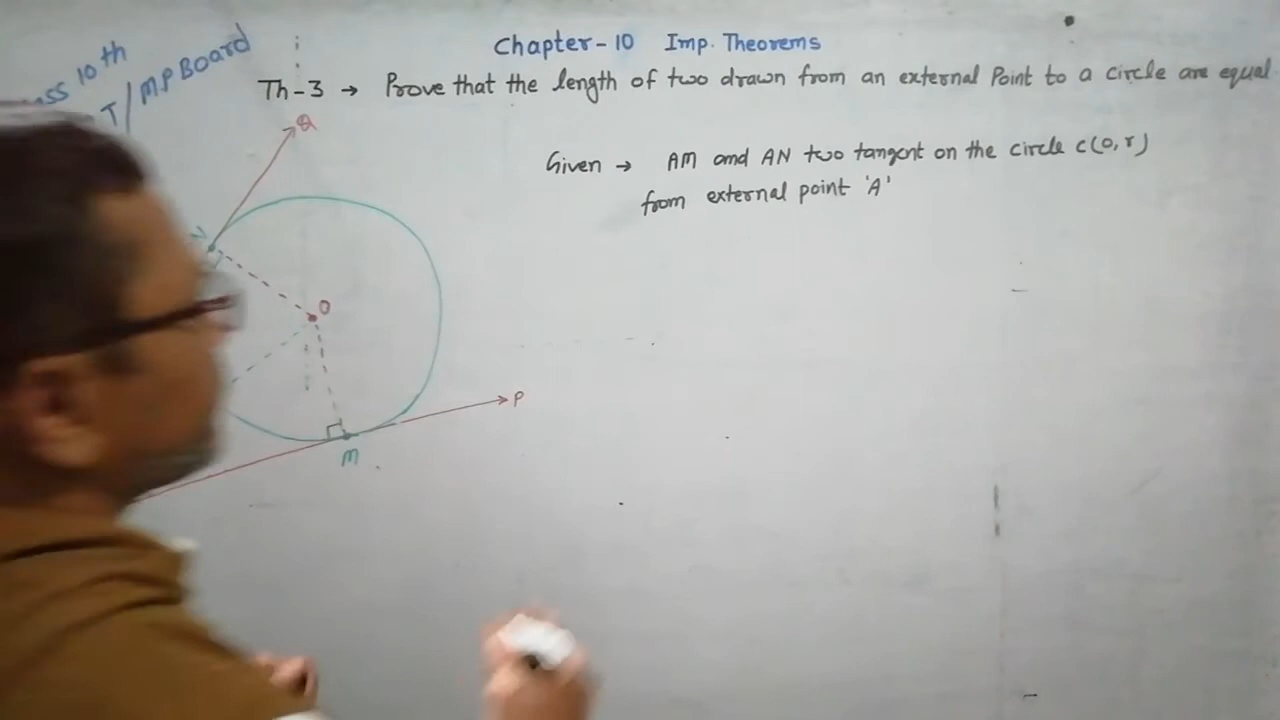 Chapter-10 Imp. Theorems
10th
T/MP Board
Th-3 → Prove that the length of two drawn from an external Point to a circle are equal.
Q
Given → AM and AN two tangent on the circle C(O,r)
from external point 'A'
N
O
P
M